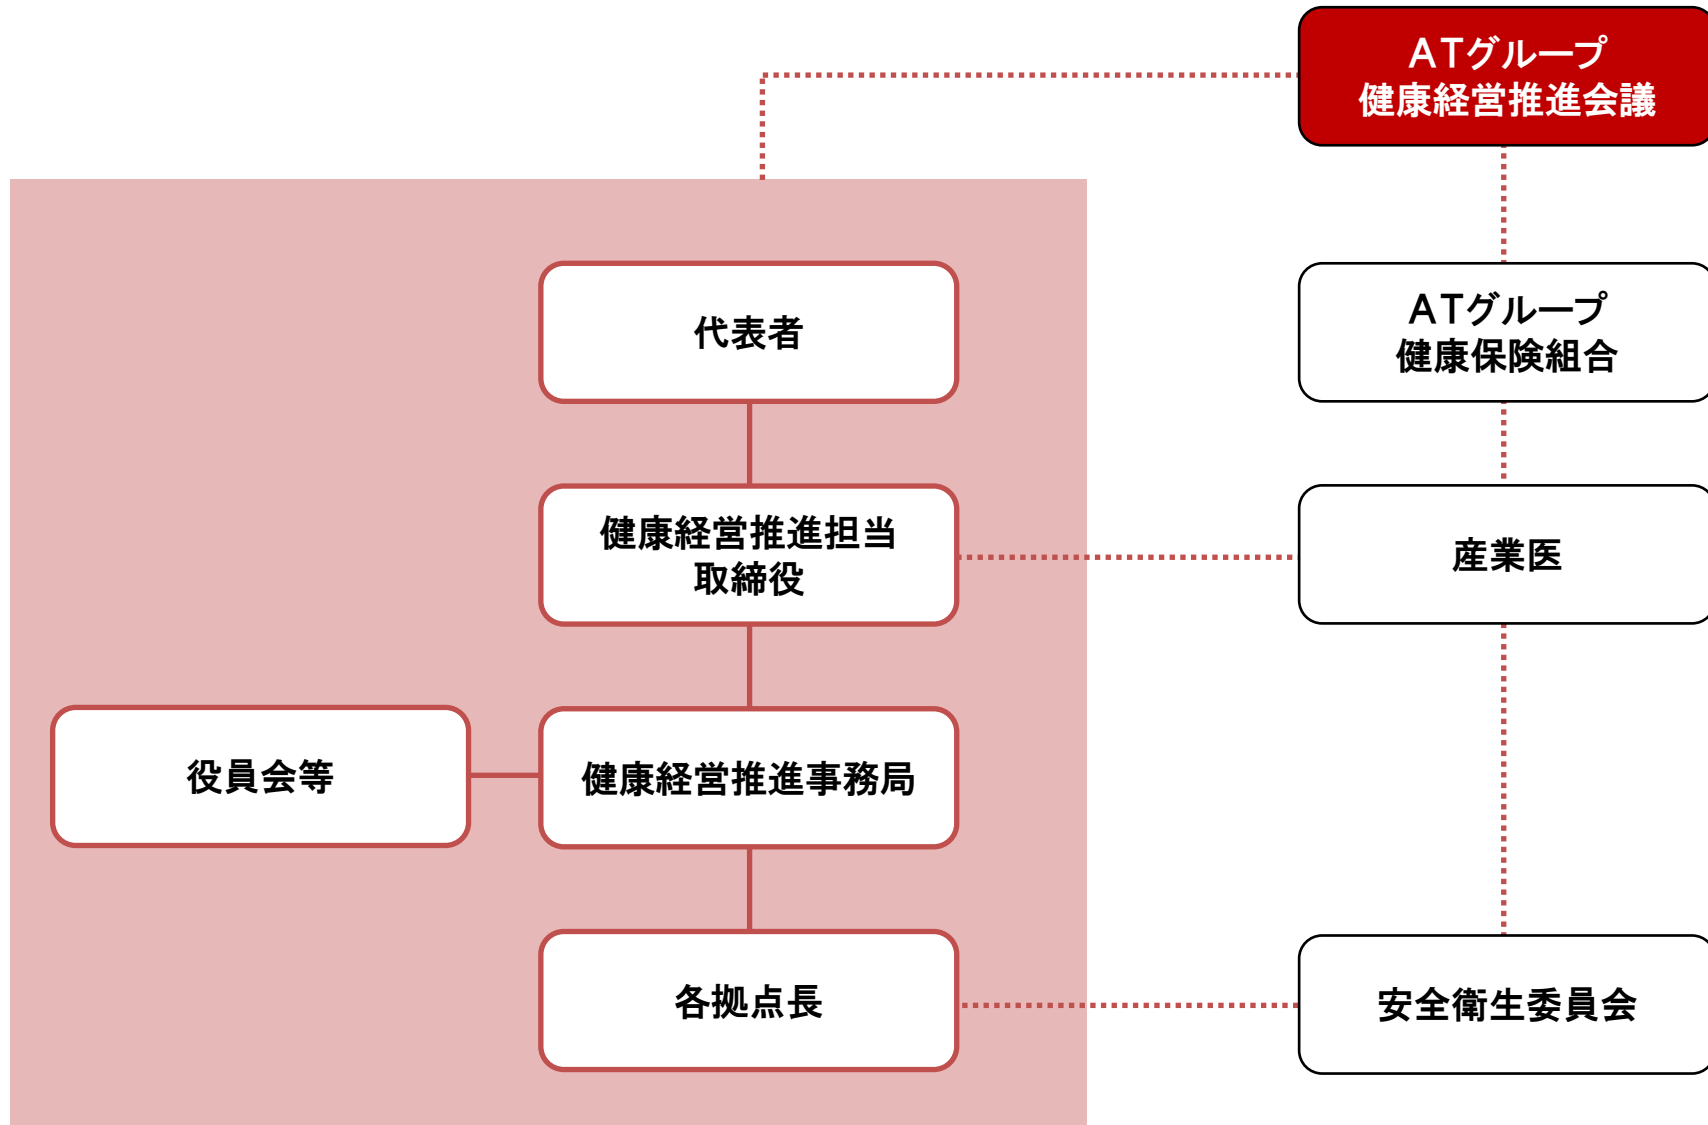 ＡＴグループ
健康経営推進会議
代表者
ＡＴグループ
健康保険組合
健康経営推進担当
取締役
産業医
役員会等
健康経営推進事務局
各拠点長
安全衛生委員会